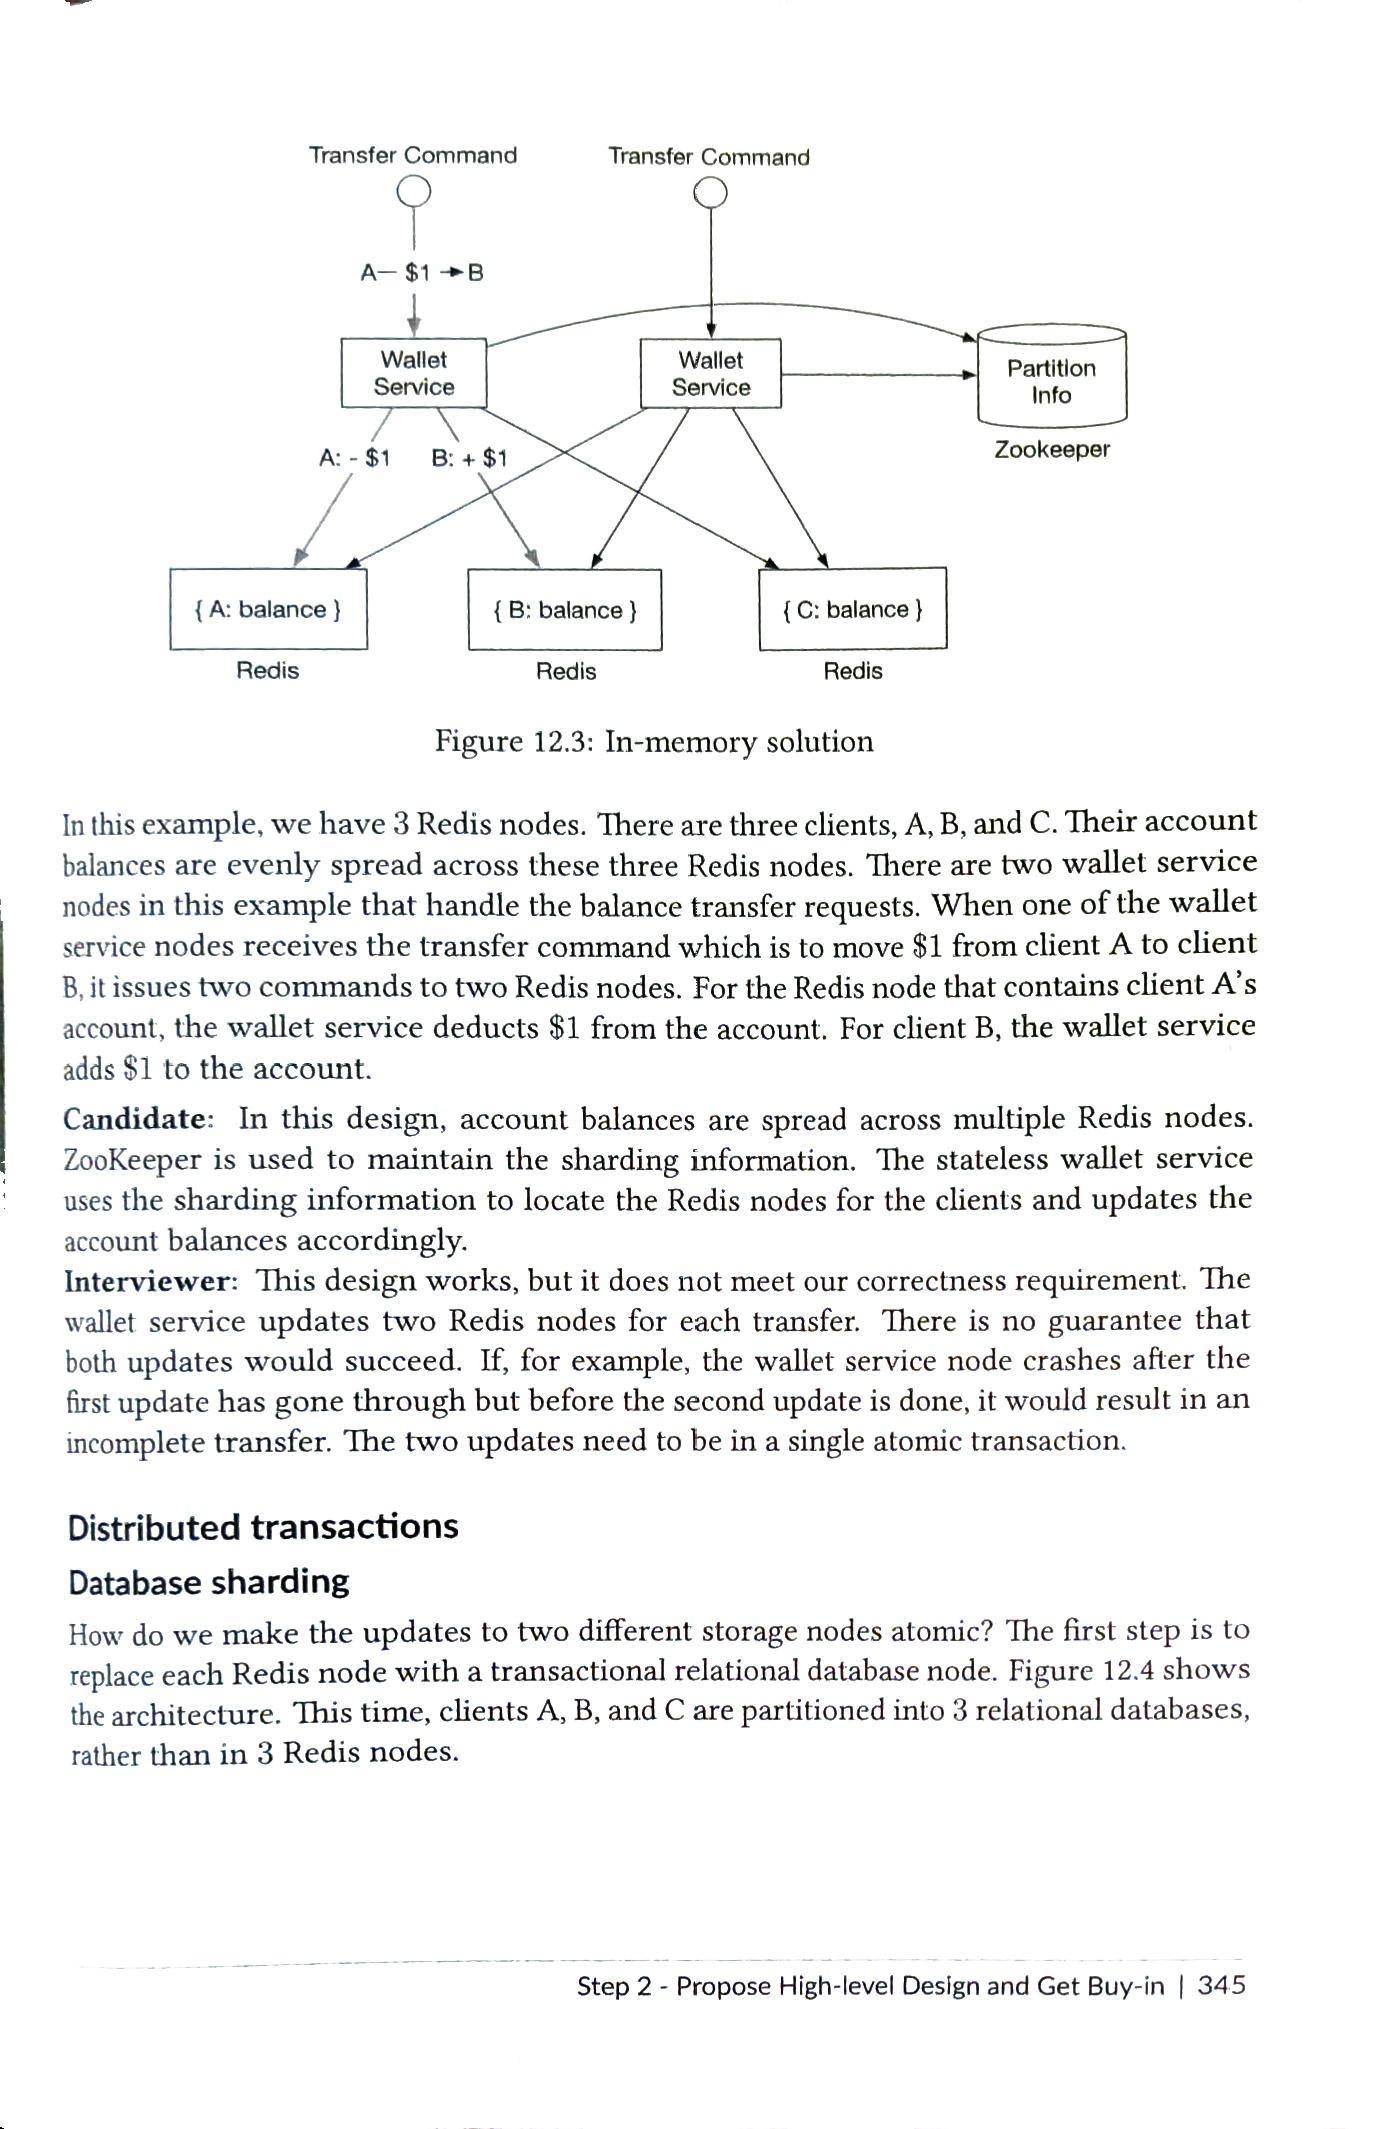 Transfer Command
Transfer Command
A— $1 → B
Wallet
Service
Wallet
Service
Partition
Info
Zookeeper
A: - $1
B: + $1
{ A: balance }
{ B: balance }
{ C: balance }
Redis
Redis
Redis
Figure 12.3: In-memory solution
In this example, we have 3 Redis nodes. There are three clients, A, B, and C. Their account
balances are evenly spread across these three Redis nodes. There are two wallet service
nodes in this example that handle the balance transfer requests. When one of the wallet
service nodes receives the transfer command which is to move $1 from client A to client
B, it issues two commands to two Redis nodes. For the Redis node that contains client A's
account, the wallet service deducts $1 from the account. For client B, the wallet service
adds $1 to the account.
Candidate: In this design, account balances are spread across multiple Redis nodes.
ZooKeeper is used to maintain the sharding information. The stateless wallet service
uses the sharding information to locate the Redis nodes for the clients and updates the
account balances accordingly.
Interviewer: This design works, but it does not meet our correctness requirement. The
wallet service updates two Redis nodes for each transfer. There is no guarantee that
both updates would succeed. If, for example, the wallet service node crashes after the
first update has gone through but before the second update is done, it would result in an
incomplete transfer. The two updates need to be in a single atomic transaction.
Distributed transactions
Database sharding
How do we make the updates to two different storage nodes atomic? The first step is to
replace each Redis node with a transactional relational database node. Figure 12.4 shows
the architecture. This time, clients A, B, and C are partitioned into 3 relational databases,
rather than in 3 Redis nodes.
Step 2 - Propose High-level Design and Get Buy-in | 345